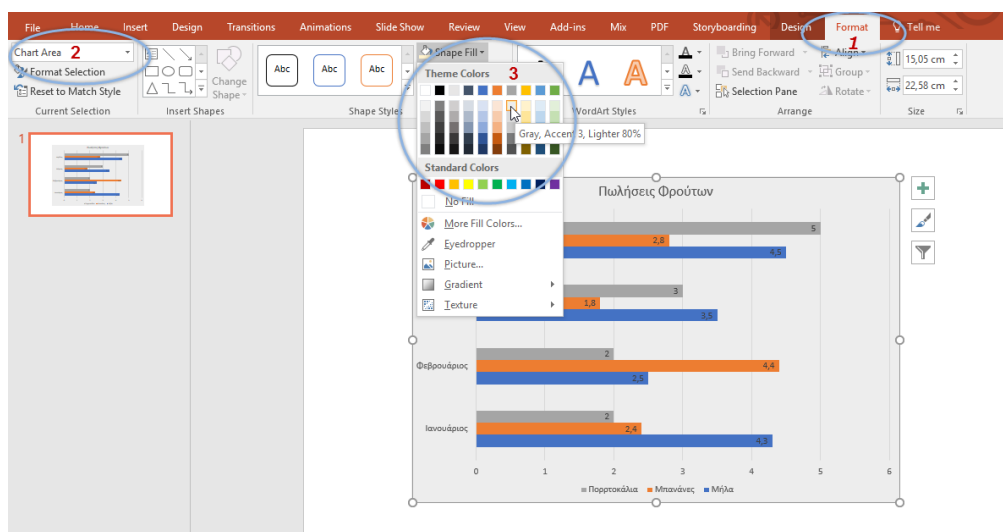 File Home Insert Design Transitions Animations Slide Show Review View Add-ins Mix PDF Storyboarding Design Format Tell me
1
Chart Area
2
Format Selection
Reset to Match Style
Current Selection
Change
Shape
Insert Shapes
Abc Abc Abc
Shape Styles
Shape Fill
A A
WordArt Styles
A
A
A
Bring Forward
Send Backward
Selection Pane
Align
Group
Rotate
Arrange
15,05 cm
22,58 cm
Size
Theme Colors
3
Gray, Accent 3, Lighter 80%
Standard Colors
No Fill
More Fill Colors...
Eyedropper
Picture...
Gradient
Texture
1
Πωλήσεις Φρούτων
5
2,8
4,5
3
1,8
3,5
Φεβρουάριος
2
4,4
2,5
Ιανουάριος
2
2,4
4,3
0 1 2 3 4 5 6
Πορρτοκάλια Μπανάνες Μήλα